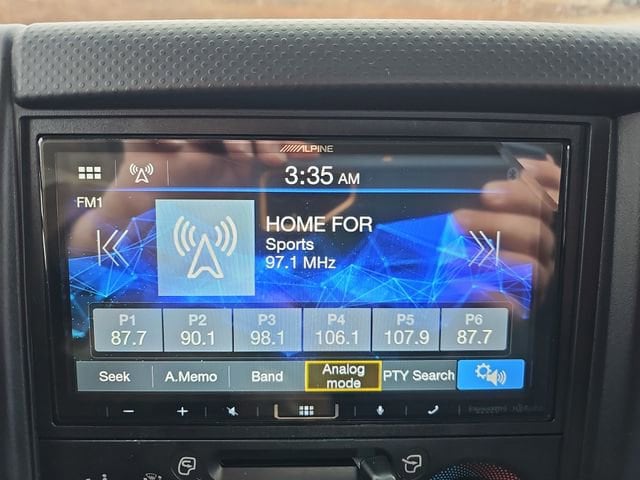 ALPINE
3:35 AM
FM1
HOME FOR
Sports
97.1 MHz
P1 P2 P3 P4 P5 P6
87.7 90.1 98.1 106.1 107.9 87.7
Seek A.Memo Band Analog mode PTY Search